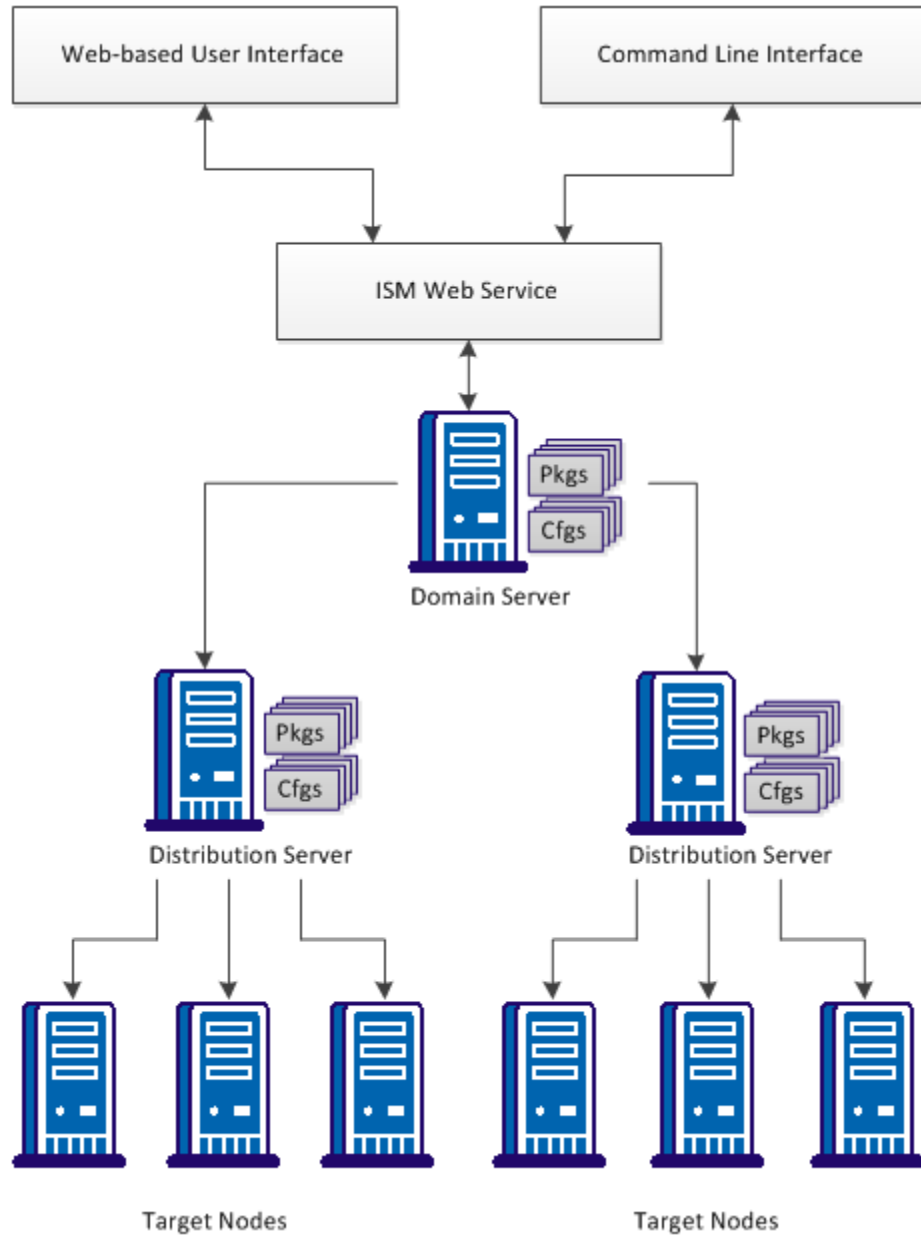 Web-based User Interface
Command Line Interface
ISM Web Service
Pkgs
Cfgs
Domain Server
Pkgs
Cfgs
Distribution Server
Pkgs
Cfgs
Distribution Server
Target Nodes
Target Nodes